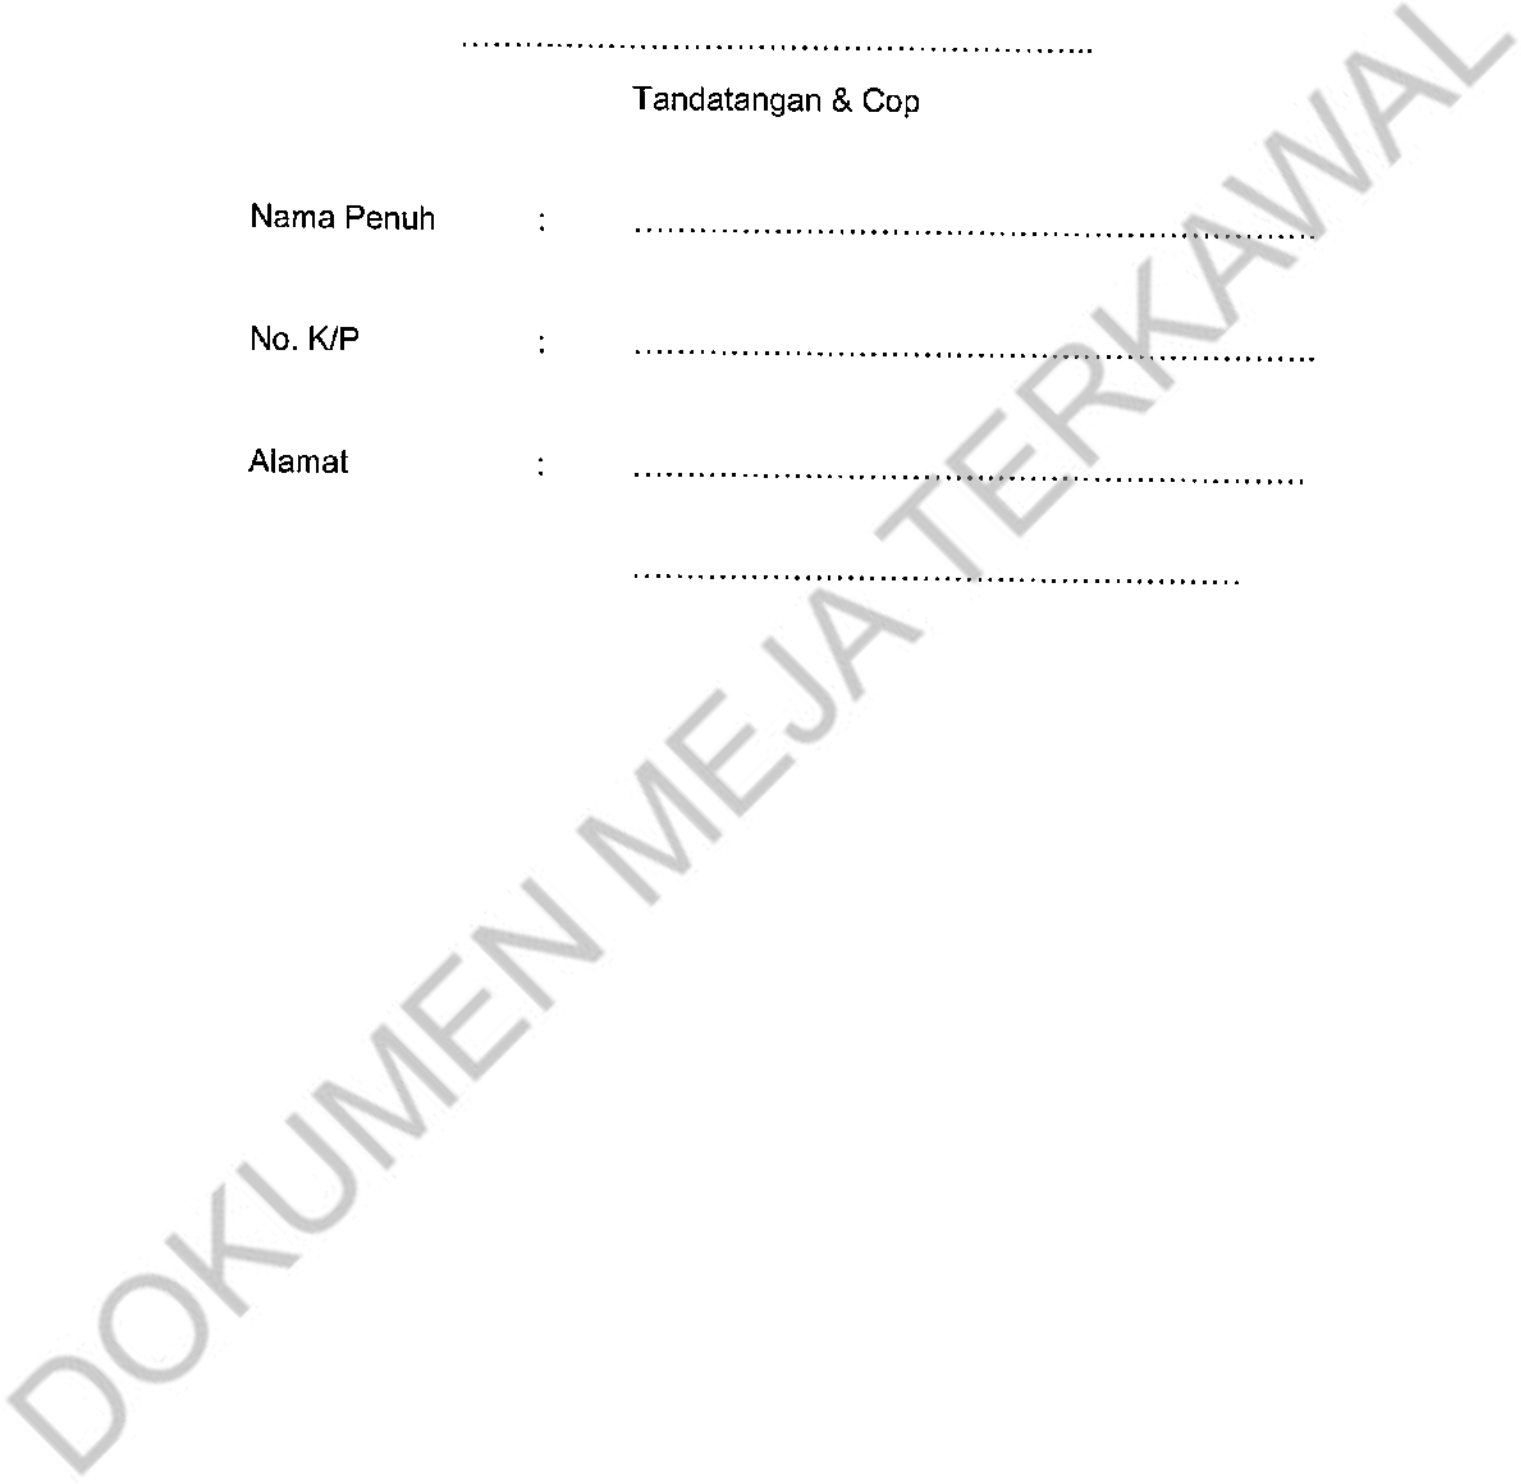 ............................................................
Tandatangan & Cop
Nama Penuh : ............................................................
No. K/P : ............................................................
Alamat : ............................................................
............................................................
DOKUMEN MEJA TERKAWAL